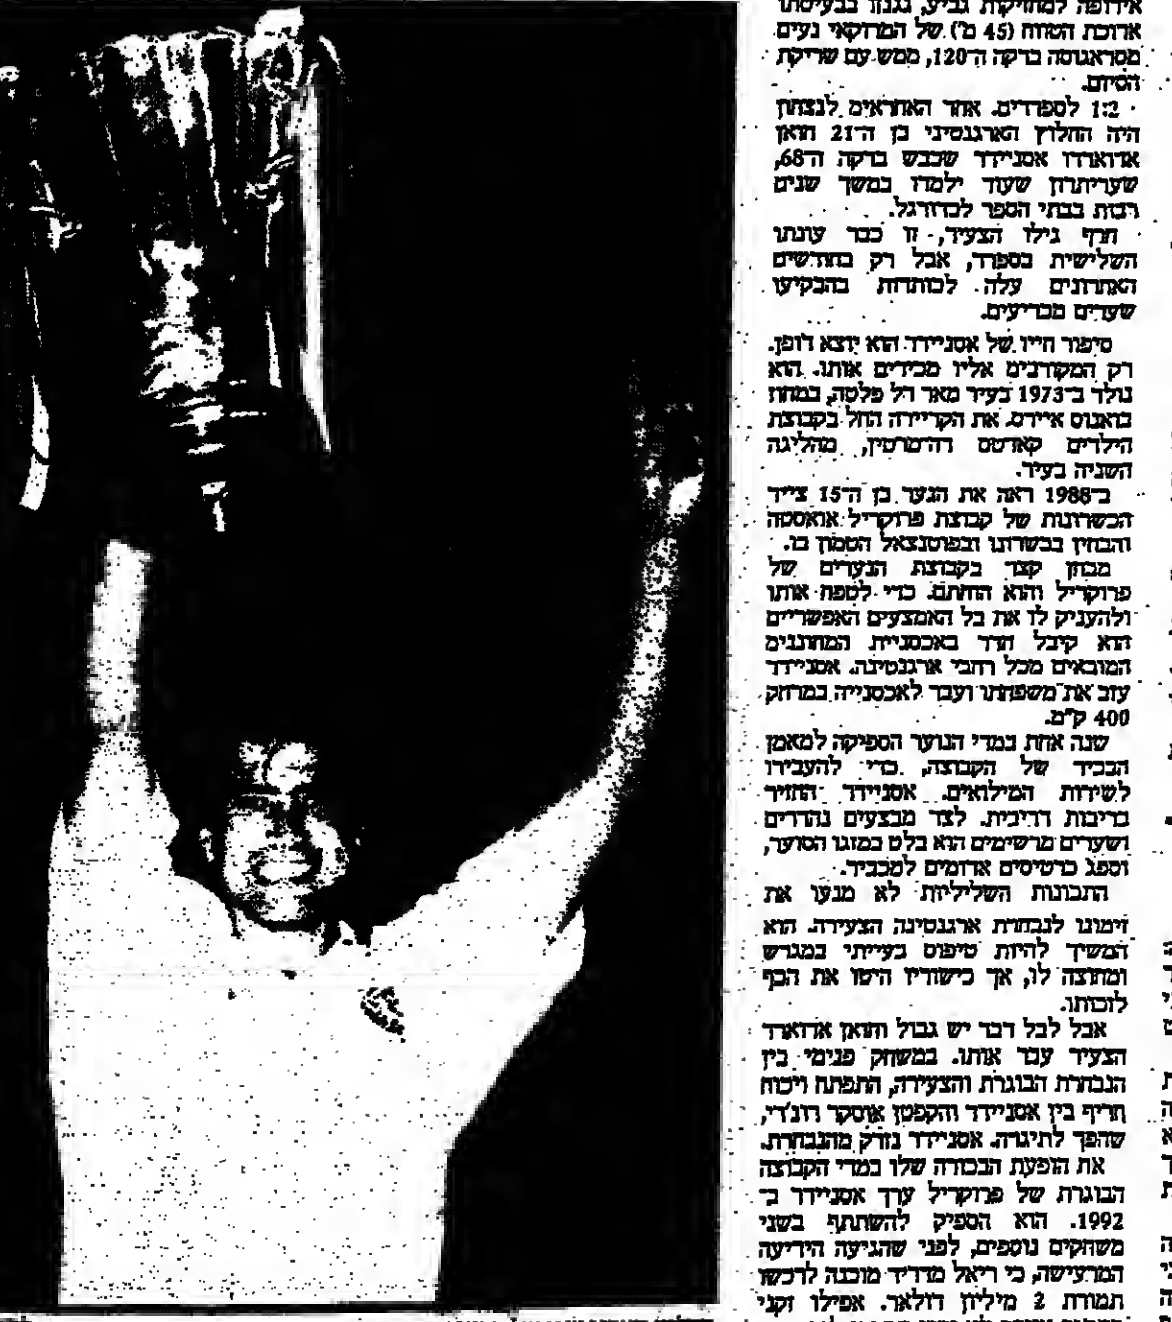 אירופה למחזיקות גביע, נגנזו בבעיטתו
ארוכת הטווח (45 מ') של המרוקאי נעים
מסראגוסה בדקה ה־120, ממש עם שריקת
הסיום.
1:2 לספרדים. אחד האחראים לנצחון
היה החלוץ הארגנטיני בן ה־21 חואן
אדוארדו אסניידר שכבש בדקה ה־68,
שעריתרון שעוד ילמדו במשך שנים
רבות בבתי הספר לכדורגל.
חרף גילו הצעיר, זו כבר עונתו
השלישית בספרד, אבל רק בחודשים
האחרונים עלה לכותרות בהבקיעו
שערים מכריעים.
סיפור חייו של אסניידר הוא יוצא דופן.
רק המקורבים אליו מכירים אותו. הוא
נולד ב־1973 בעיר מאר דל פלטה, במחוז
בואנוס איירס. את הקריירה החל בקבוצת
הילדים קאדטס דה־מרטין, מהליגה
השניה בעיר.
ב־1988 ראה את הנער בן ה־15 צייד
הכשרונות של קבוצת פרוקריל אואסטה
והבחין בכשרונו ובפוטנצאל הטמון בו.
מבחן קצר בקבוצת הנערים של
פרוקריל והוא הוחתם. כדי לטפח אותו
ולהעניק לו את כל האמצעים האפשריים
הוא קיבל חדר באכסניית המחוננים
המובאים מכל רחבי ארגנטינה. אסניידר
עזב את משפחתו ועבר לאכסנייה במרחק
400 ק"מ.
שנה אחת במדי הנוער הספיקה למאמן
הבכיר של הקבוצה, כדי להעבירו
לשירות המילואים. אסניידר החזיר
בריבות דריבית. לצד מבצעים נהדרים
ושערים מרשימים הוא בלט במזגו הסוער,
וספג כרטיסים אדומים למכביר.
התכונות השליליות לא מנעו את
זימונו לנבחרת ארגנטינה הצעירה. הוא
המשיך להיות טיפוס בעייתי במגרש
ומחוצה לו, אך כישוריו היטו את הכף
לזכותו.
אבל לכל דבר יש גבול וחואן אדוארד
הצעיר עבר אותו. במשחק פנימי בין
הנבחרת הבוגרת והצעירה, התפתח ויכוח
חריף בין אסניידר והקפטן אוסקר רוג'רי,
שהפך לתיגרה. אסניידר נזרק מהנבחרת.
את הופעת הבכורה שלו במדי הקבוצה
הבוגרת של פרוקריל ערך אסניידר ב־
1992. הוא הספיק להשתתף בשני
משחקים נוספים, לפני שהגיעה הידיעה
המרעישה, כי ריאל מדריד מוכנה לרכשו
תמורת 2 מיליון דולאר. אפילו זקני